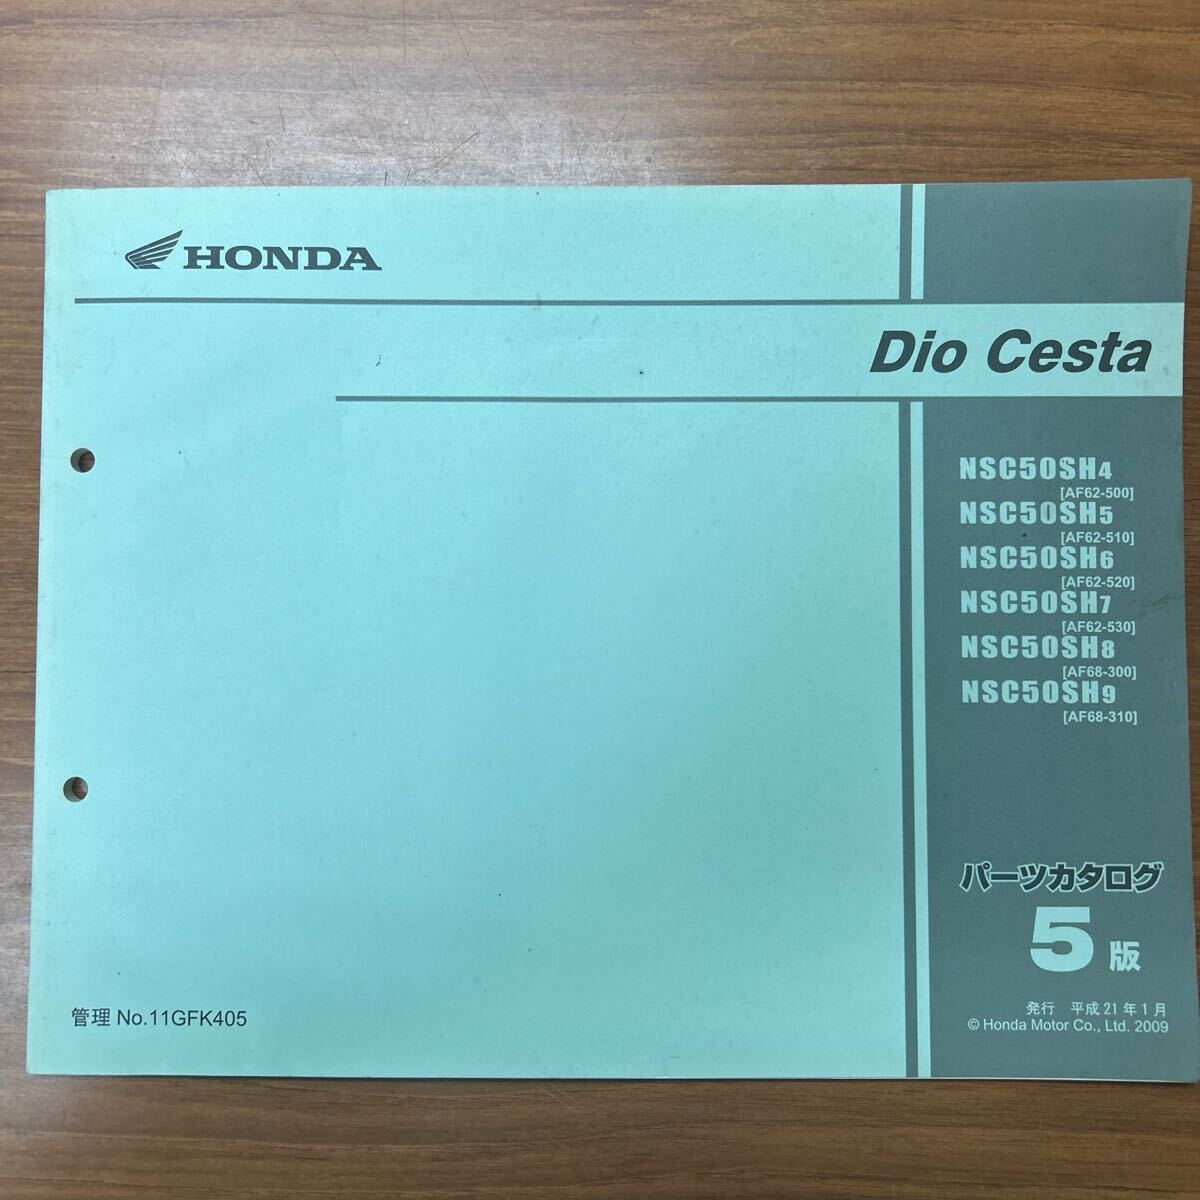 HONDA
Dio Cesta
NSC50SH4
[AF62-500]
NSC50SH5
[AF62-510]
NSC50SH6
[AF62-520]
NSC50SH7
[AF62-530]
NSC50SH8
[AF68-300]
NSC50SH9
[AF68-310]
パーツカタログ
5版
発行 平成21年1月
© Honda Motor Co., Ltd. 2009
管理 No.11GFK405